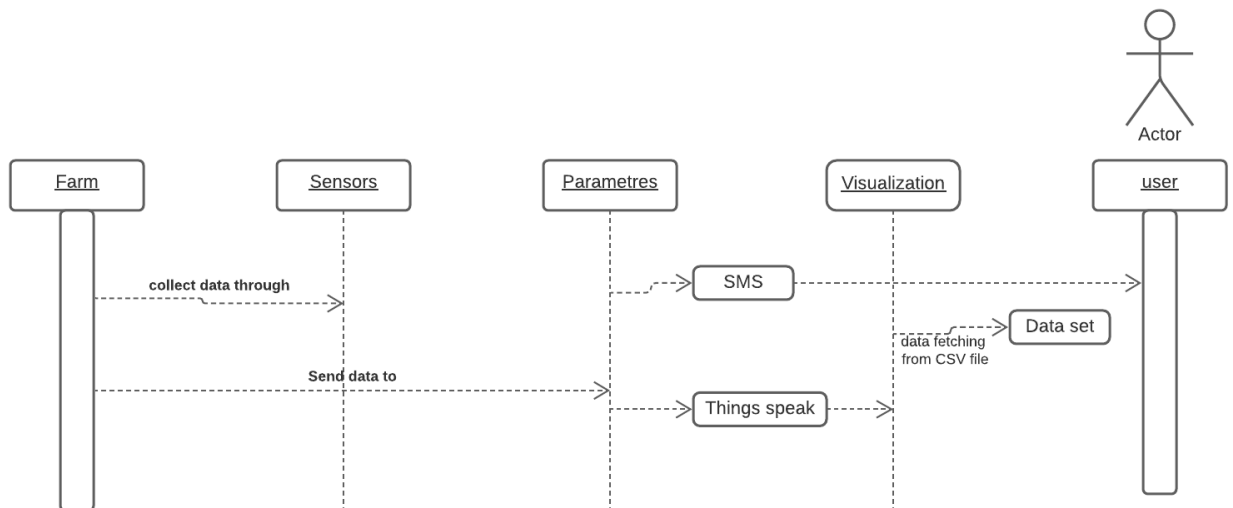 Actor
Farm
Sensors
Parametres
Visualization
user
collect data through
SMS
Data set
data fetching
from CSV file
Send data to
Things speak